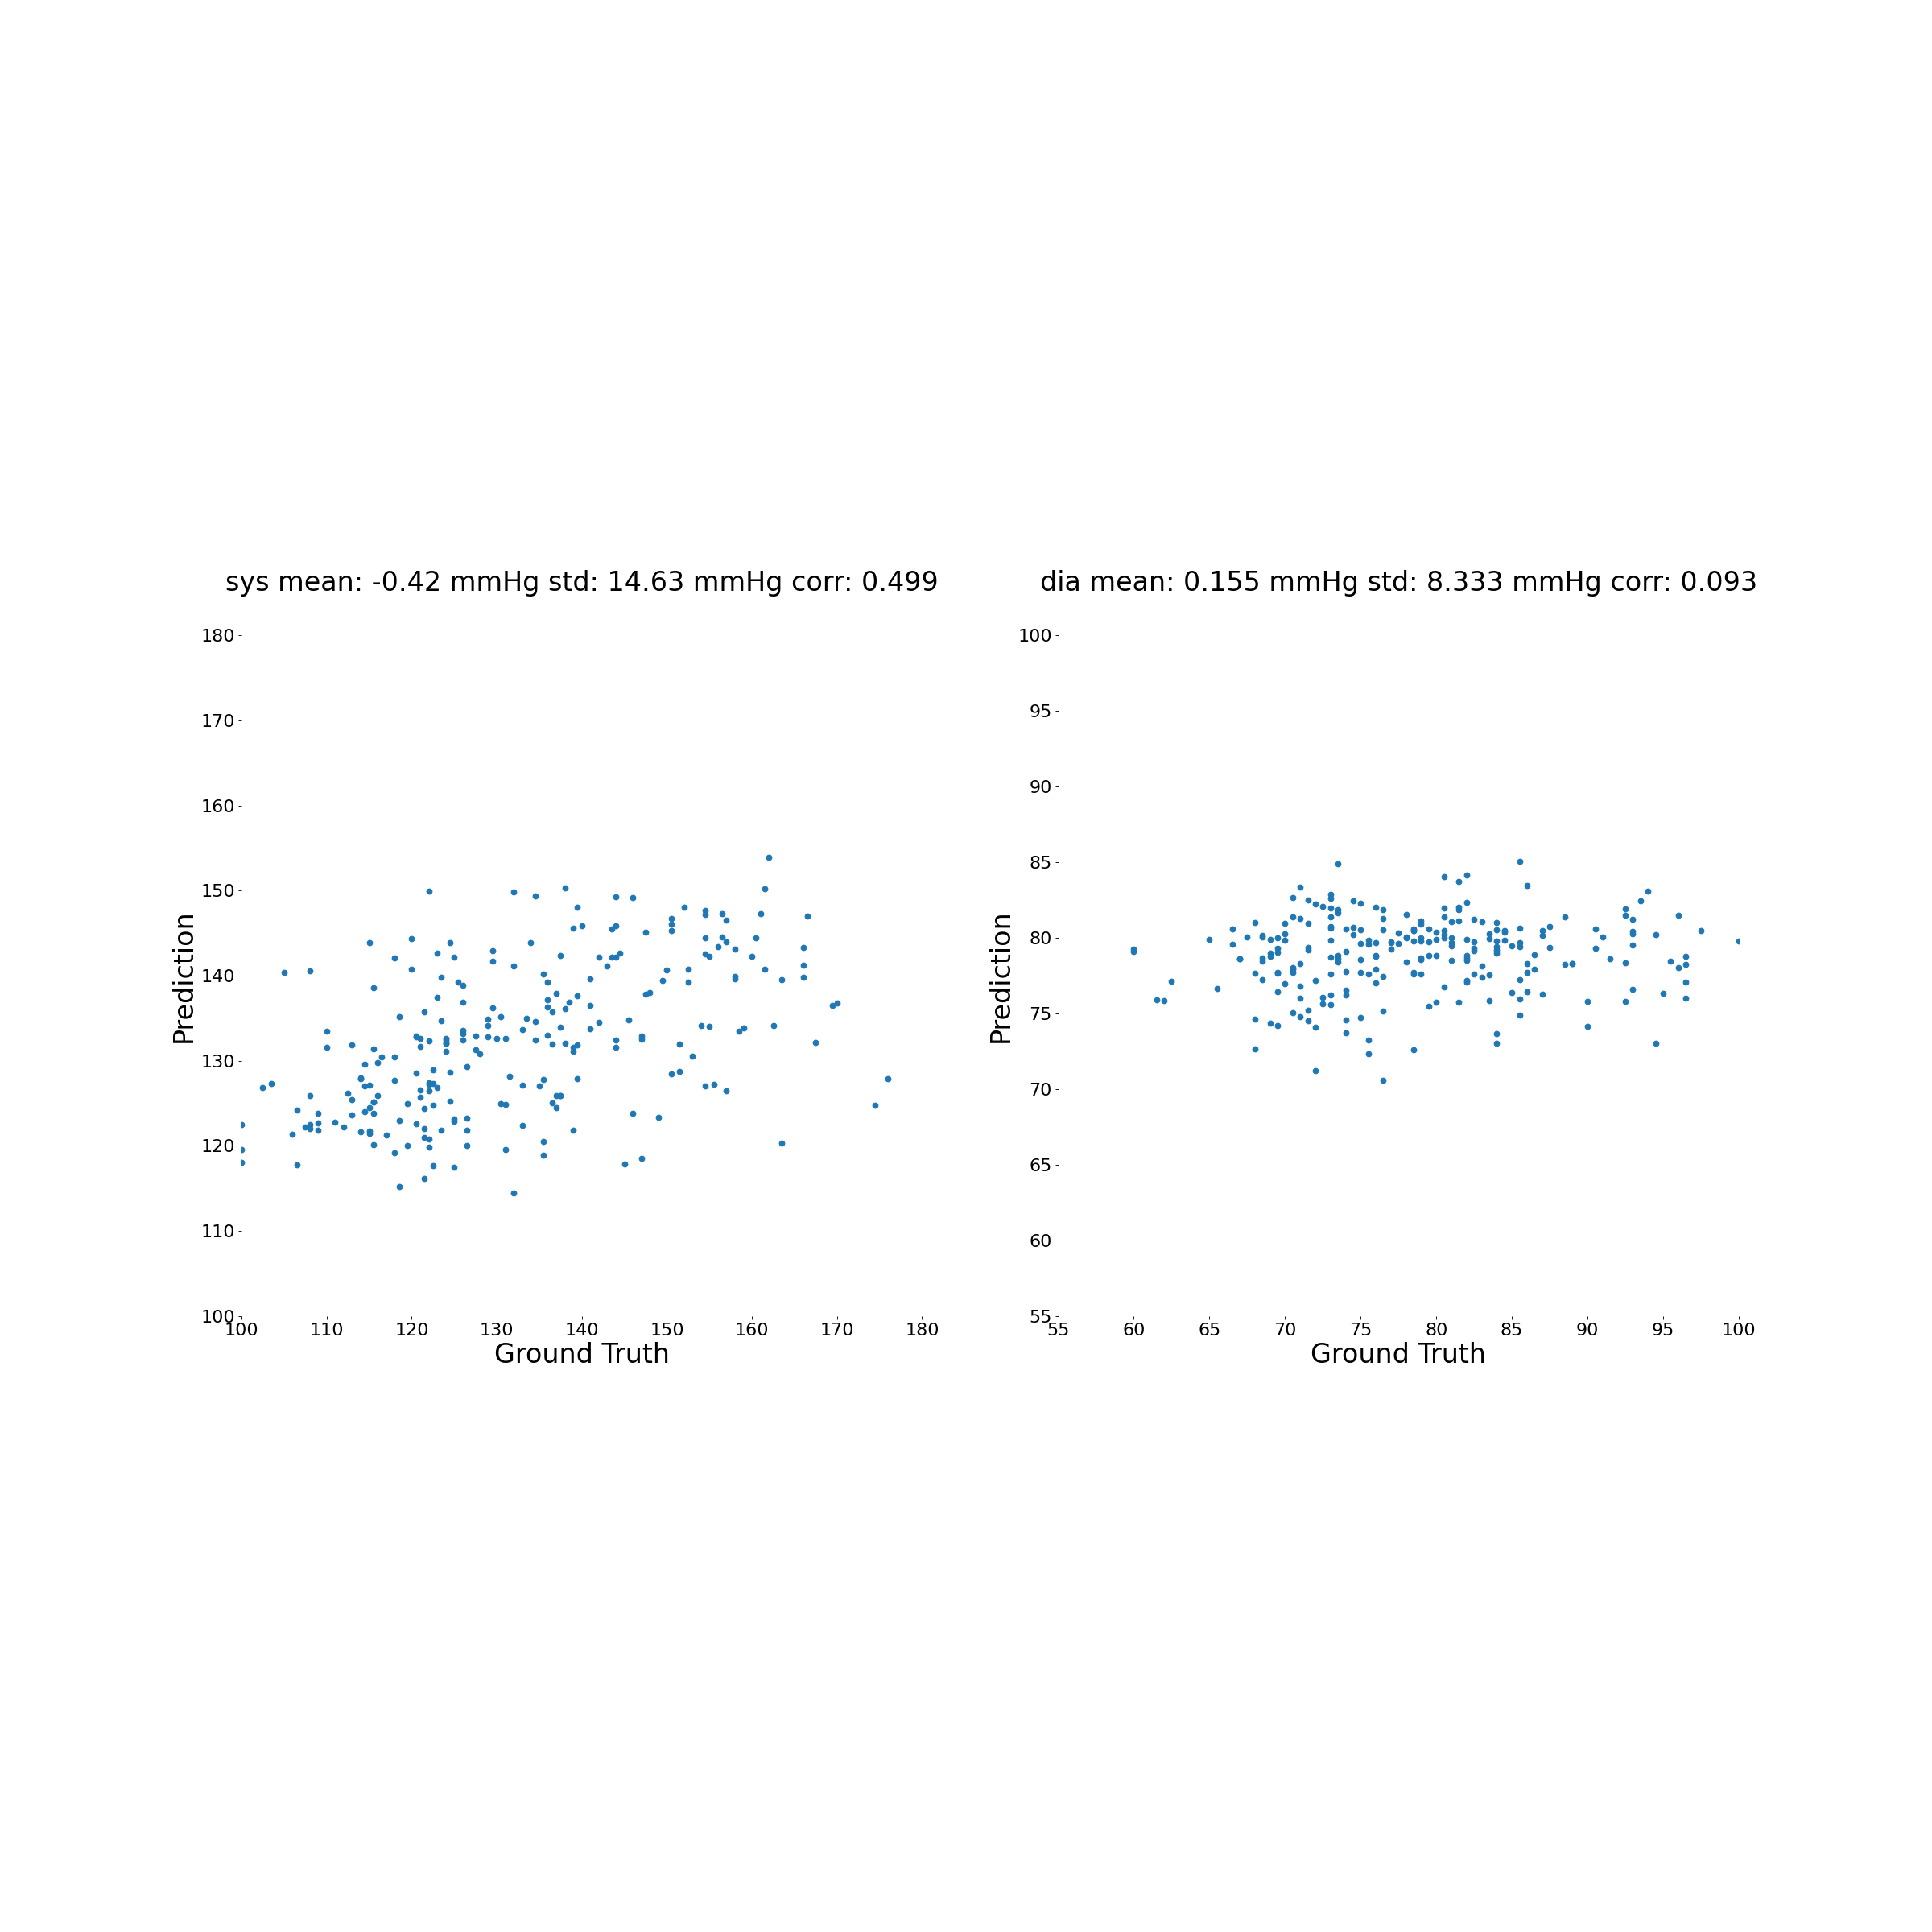 sys mean: -0.42 mmHg std: 14.63 mmHg corr: 0.499
180
170
160
150
140
130
120
110
100
Prediction
100 110 120 130 140 150 160 170 180
Ground Truth
dia mean: 0.155 mmHg std: 8.333 mmHg corr: 0.093
100
95
90
85
80
75
70
65
60
55
Prediction
55 60 65 70 75 80 85 90 95 100
Ground Truth